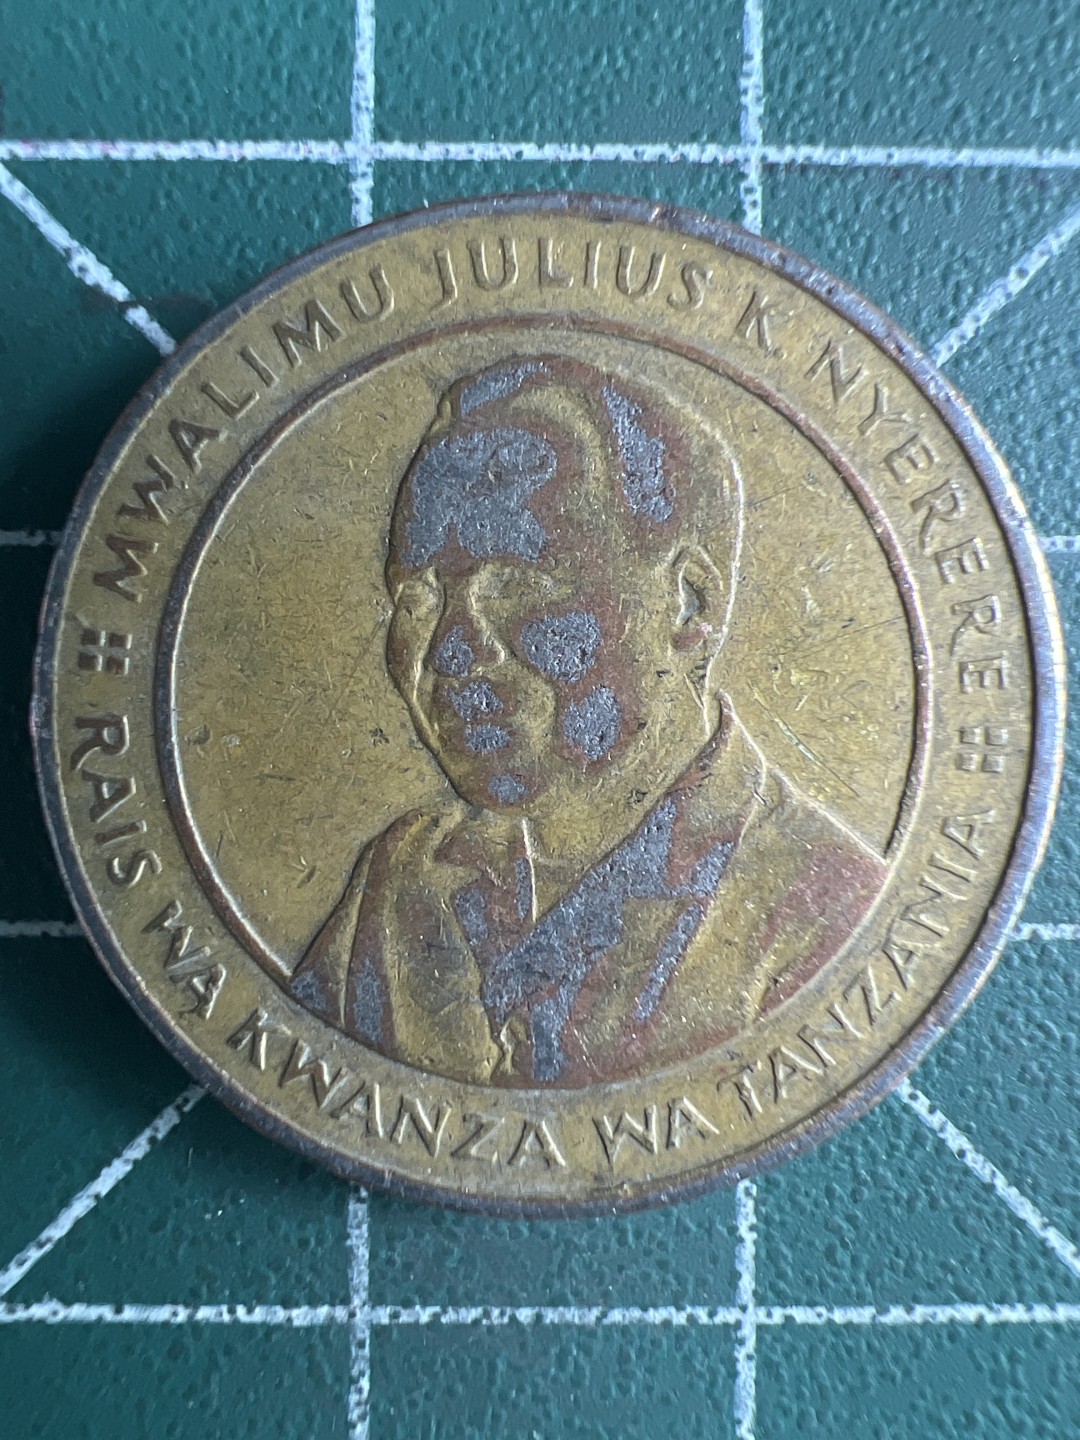 MWALIMU JULIUS K NYERERE
RAIS WA KWANZA WA TANZANIA